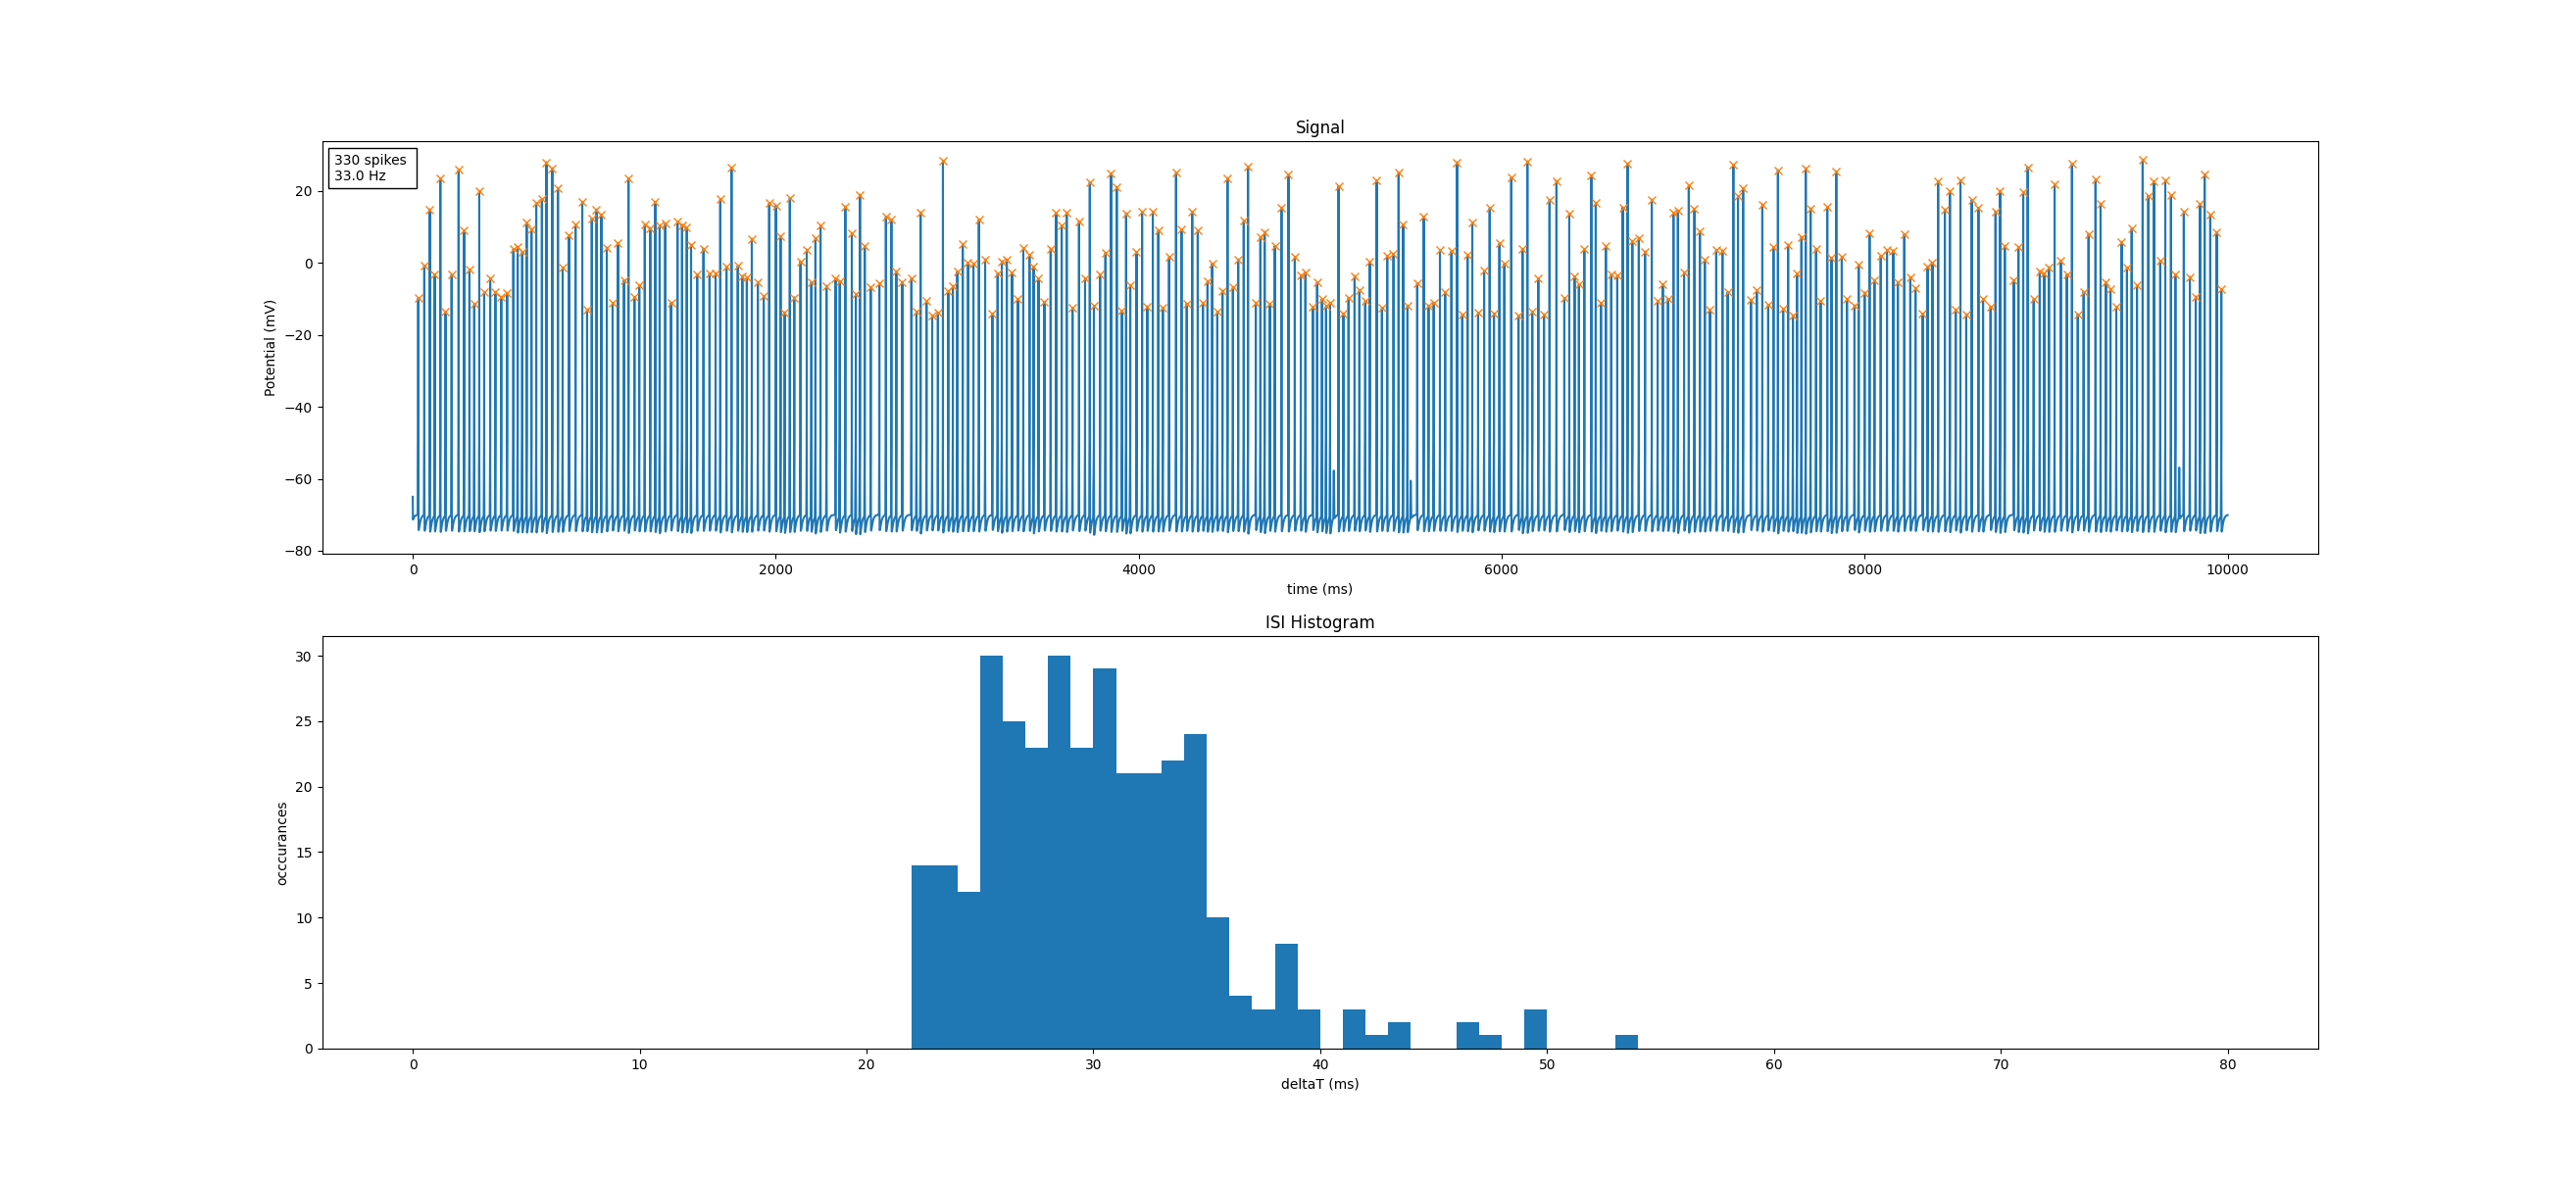 Signal
330 spikes
33.0 Hz
20
0
−20
−40
−60
−80
Potential (mV)
0 2000 4000 6000 8000 10000
time (ms)
ISI Histogram
30
25
20
15
10
5
0
occcurances
0 10 20 30 40 50 60 70 80
deltaT (ms)